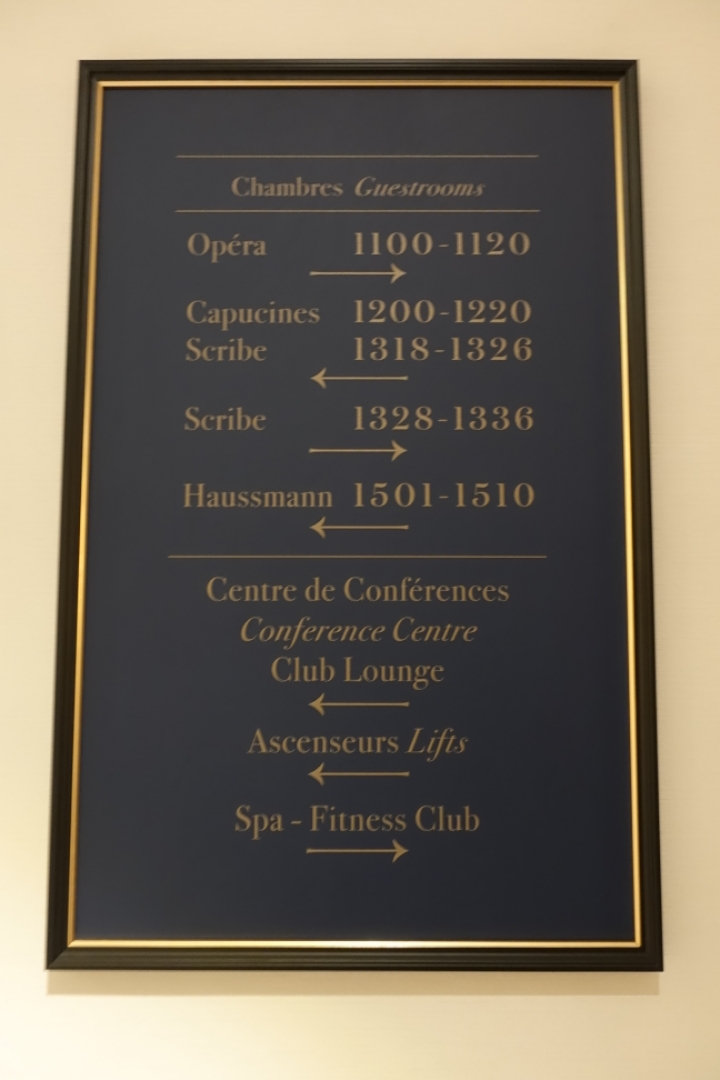 Chambres Guestrooms
Opéra 1100-1120
→
Capucines 1200-1220
Scribe 1318-1326
←
Scribe 1328-1336
→
Haussmann 1501-1510
←
Centre de Conférences
Conference Centre
Club Lounge
←
Ascenseurs Lifts
←
Spa - Fitness Club
→